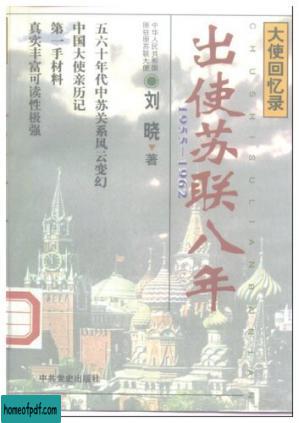 大使回忆录
CHUSHISULIANBANIAN
出使苏联八年
1955—1962
中华人民共和国
原驻前苏联大使
刘晓 著
五六十年代中苏关系风云变幻
中国大使亲历记
第一手材料
真实丰富可读性极强
中共党史出版社
homeofpdf.com
homeofpdf.com